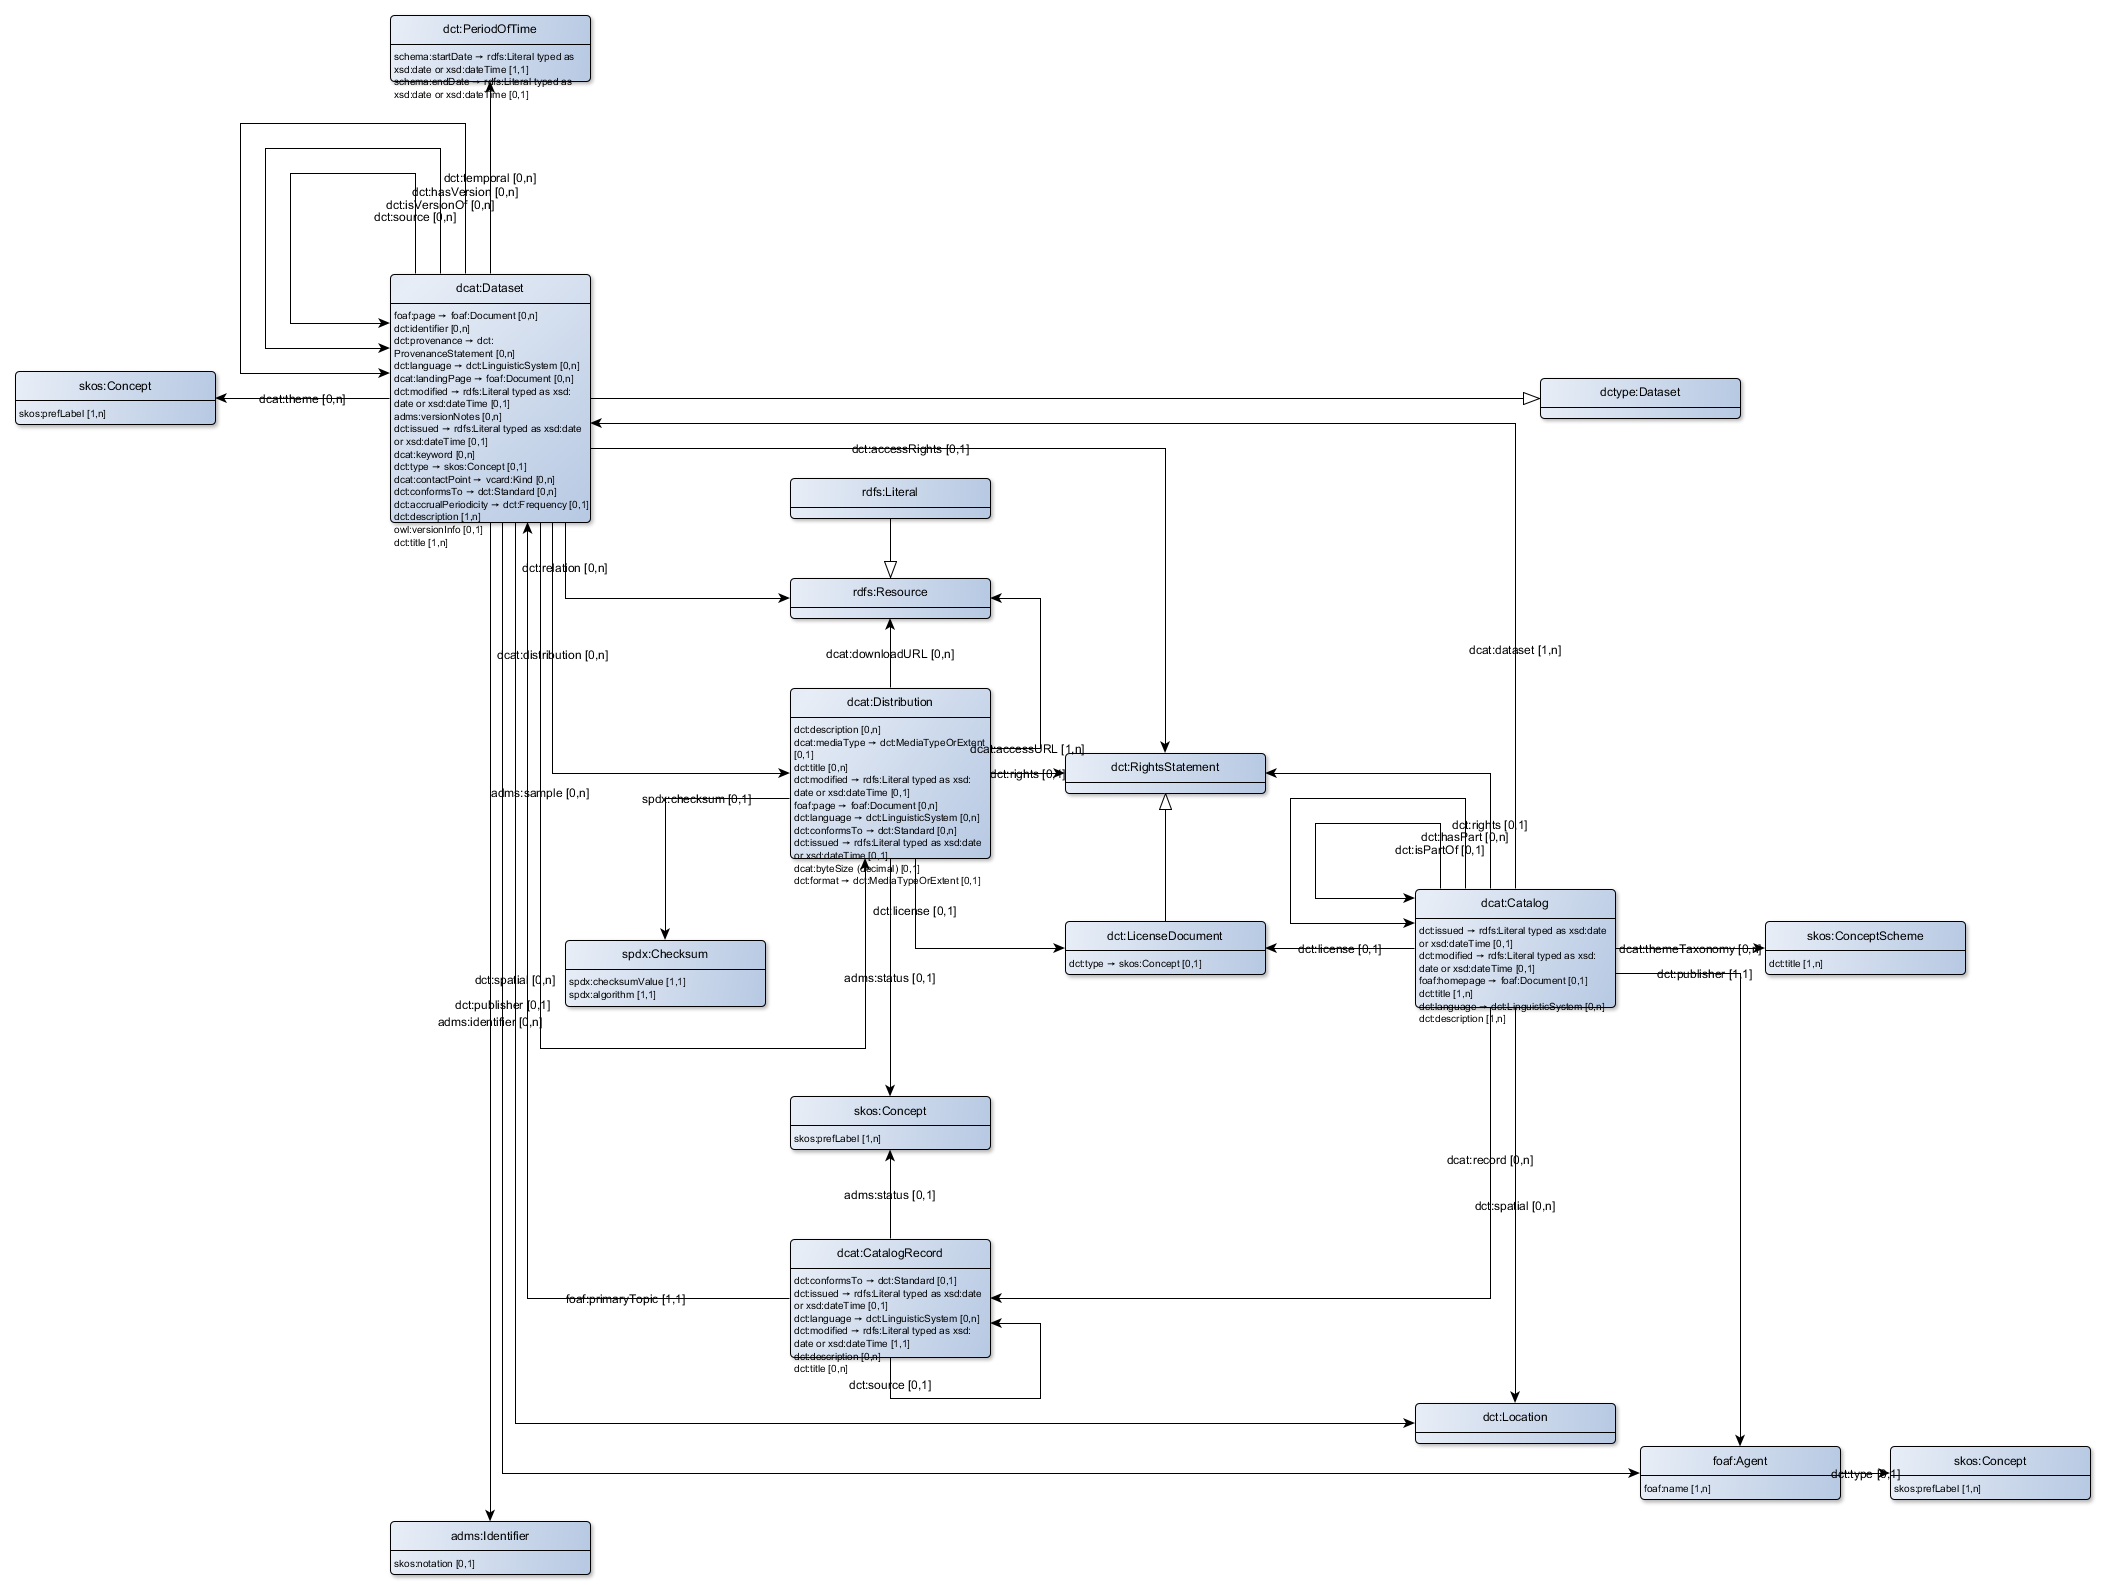 dct:PeriodOfTime
schema:startDate → rdfs:Literal typed as
xsd:date or xsd:dateTime [1,1]
schema:endDate → rdfs:Literal typed as
xsd:date or xsd:dateTime [0,1]
dct:temporal [0,n]
dct:hasVersion [0,n]
dct:isVersionOf [0,n]
dct:source [0,n]
dcat:Dataset
foaf:page → foaf:Document [0,n]
dct:identifier [0,n]
dct:provenance → dct:
ProvenanceStatement [0,n]
dct:language → dct:LinguisticSystem [0,n]
dcat:landingPage → foaf:Document [0,n]
dct:modified → rdfs:Literal typed as xsd:
date or xsd:dateTime [0,1]
adms:versionNotes [0,n]
dct:issued → rdfs:Literal typed as xsd:date
or xsd:dateTime [0,1]
dcat:keyword [0,n]
dct:type → skos:Concept [0,1]
dcat:contactPoint → vcard:Kind [0,n]
dct:conformsTo → dct:Standard [0,n]
dct:accrualPeriodicity → dct:Frequency [0,1]
dct:description [1,n]
owl:versionInfo [0,1]
dct:title [1,n]
skos:Concept
skos:prefLabel [1,n]
dcat:theme [0,n]
dctype:Dataset
dct:accessRights [0,1]
rdfs:Literal
dct:relation [0,n]
rdfs:Resource
dcat:distribution [0,n]
dcat:downloadURL [0,n]
dcat:dataset [1,n]
dcat:Distribution
dct:description [0,n]
dcat:mediaType → dct:MediaTypeOrExtent
[0,1]
dct:title [0,n]
dct:modified → rdfs:Literal typed as xsd:
date or xsd:dateTime [0,1]
foaf:page → foaf:Document [0,n]
dct:language → dct:LinguisticSystem [0,n]
dct:conformsTo → dct:Standard [0,n]
dct:issued → rdfs:Literal typed as xsd:date
or xsd:dateTime [0,1]
dcat:byteSize (decimal) [0,1]
dct:format → dct:MediaTypeOrExtent [0,1]
dcat:accessURL [1,n]
dct:rights [0,1]
dct:RightsStatement
adms:sample [0,n]
spdx:checksum [0,1]
dct:rights [0,1]
dct:hasPart [0,n]
dct:isPartOf [0,1]
dct:license [0,1]
dcat:Catalog
dct:issued → rdfs:Literal typed as xsd:date
or xsd:dateTime [0,1]
dct:modified → rdfs:Literal typed as xsd:
date or xsd:dateTime [0,1]
foaf:homepage → foaf:Document [0,1]
dct:title [1,n]
dct:language → dct:LinguisticSystem [0,n]
dct:description [1,n]
dct:LicenseDocument
dct:type → skos:Concept [0,1]
dct:license [0,1]
dcat:themeTaxonomy [0,n]
dct:publisher [1,1]
skos:ConceptScheme
dct:title [1,n]
spdx:Checksum
spdx:checksumValue [1,1]
spdx:algorithm [1,1]
adms:status [0,1]
dct:spatial [0,n]
dct:publisher [0,1]
adms:identifier [0,n]
skos:Concept
skos:prefLabel [1,n]
dcat:record [0,n]
adms:status [0,1]
dct:spatial [0,n]
dcat:CatalogRecord
dct:conformsTo → dct:Standard [0,1]
dct:issued → rdfs:Literal typed as xsd:date
or xsd:dateTime [0,1]
dct:language → dct:LinguisticSystem [0,n]
dct:modified → rdfs:Literal typed as xsd:
date or xsd:dateTime [1,1]
dct:description [0,n]
dct:title [0,n]
foaf:primaryTopic [1,1]
dct:source [0,1]
dct:Location
foaf:Agent
foaf:name [1,n]
dct:type [0,1]
skos:Concept
skos:prefLabel [1,n]
adms:Identifier
skos:notation [0,1]